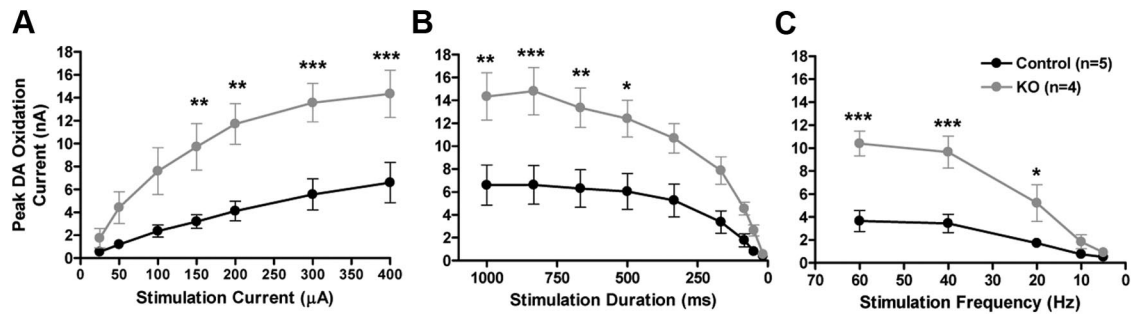 A
B
C
Peak DA Oxidation
Current (nA)
18
16
14
12
10
8
6
4
2
0
** ** *** ***
0 50 100 150 200 250 300 350 400
Stimulation Current (μA)
18
16
14
12
10
8
6
4
2
0
** *** ** *
1000 750 500 250 0
Stimulation Duration (ms)
18
16
14
12
10
8
6
4
2
0
Control (n=5)
KO (n=4)
*** *** *
70 60 50 40 30 20 10 0
Stimulation Frequency (Hz)